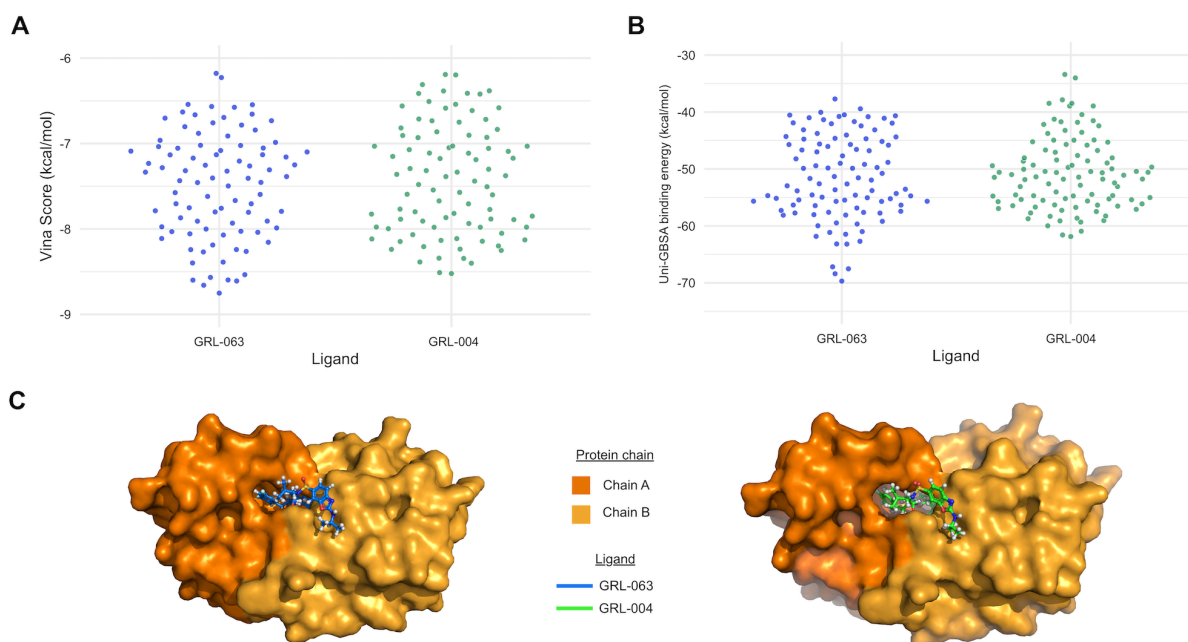 A
Vina Score (kcal/mol)
-6
-7
-8
-9
GRL-063
GRL-004
Ligand
B
Uni-GBSA binding energy (kcal/mol)
-30
-40
-50
-60
-70
GRL-063
GRL-004
Ligand
C
Protein chain
Chain A
Chain B
Ligand
GRL-063
GRL-004